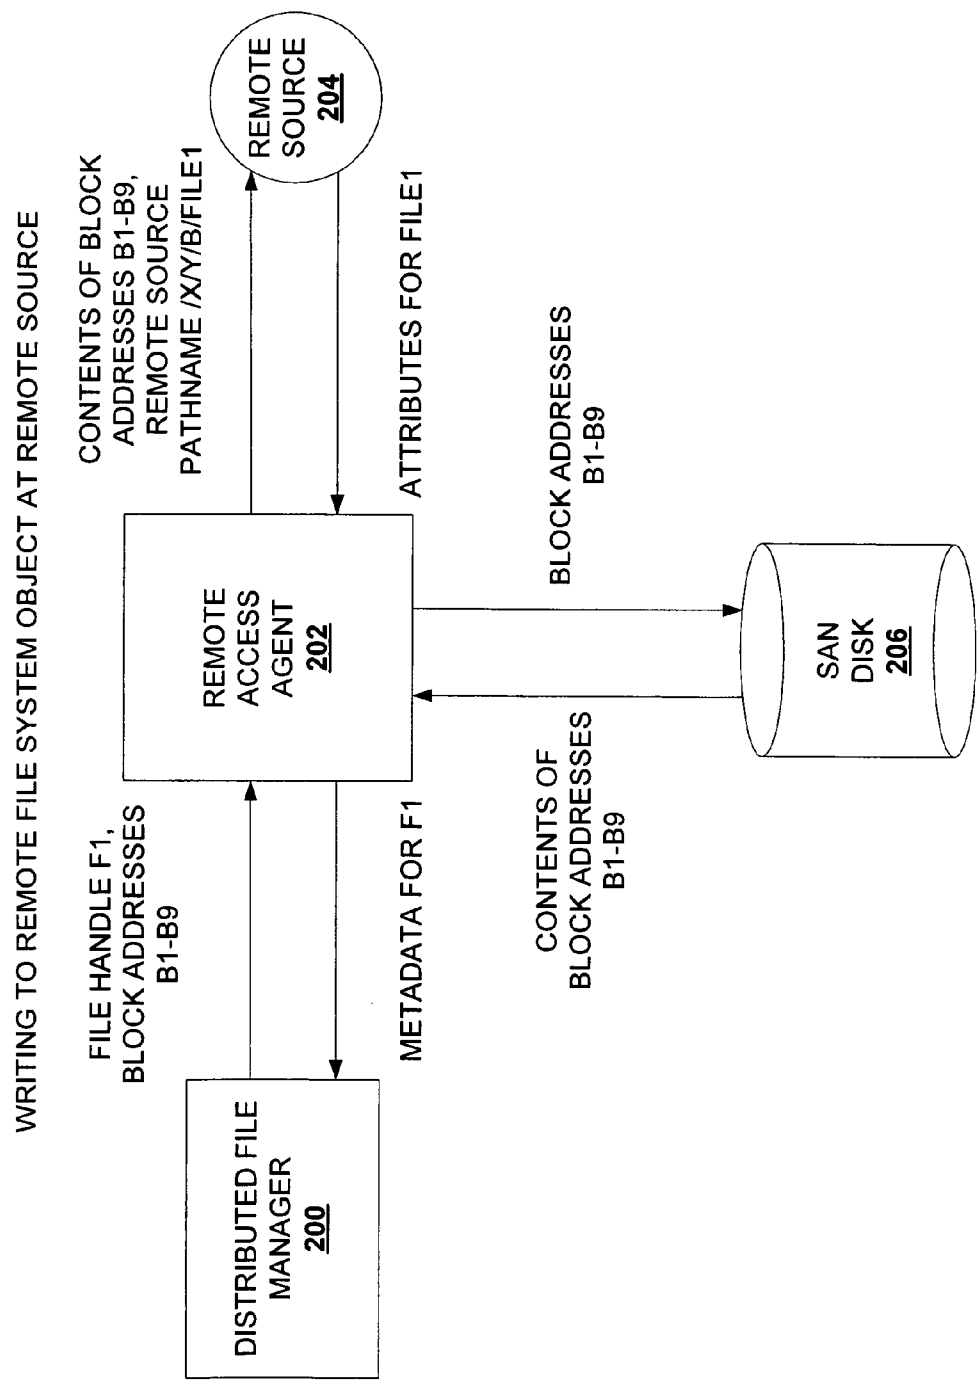 WRITING TO REMOTE FILE SYSTEM OBJECT AT REMOTE SOURCE
FILE HANDLE F1,
BLOCK ADDRESSES
B1-B9
CONTENTS OF BLOCK
ADDRESSES B1-B9,
REMOTE SOURCE
PATHNAME /X/Y/B/FILE1
DISTRIBUTED FILE
MANAGER
200
REMOTE
ACCESS
AGENT
202
REMOTE
SOURCE
204
METADATA FOR F1
ATTRIBUTES FOR FILE1
CONTENTS OF
BLOCK ADDRESSES
B1-B9
BLOCK ADDRESSES
B1-B9
SAN
DISK
206